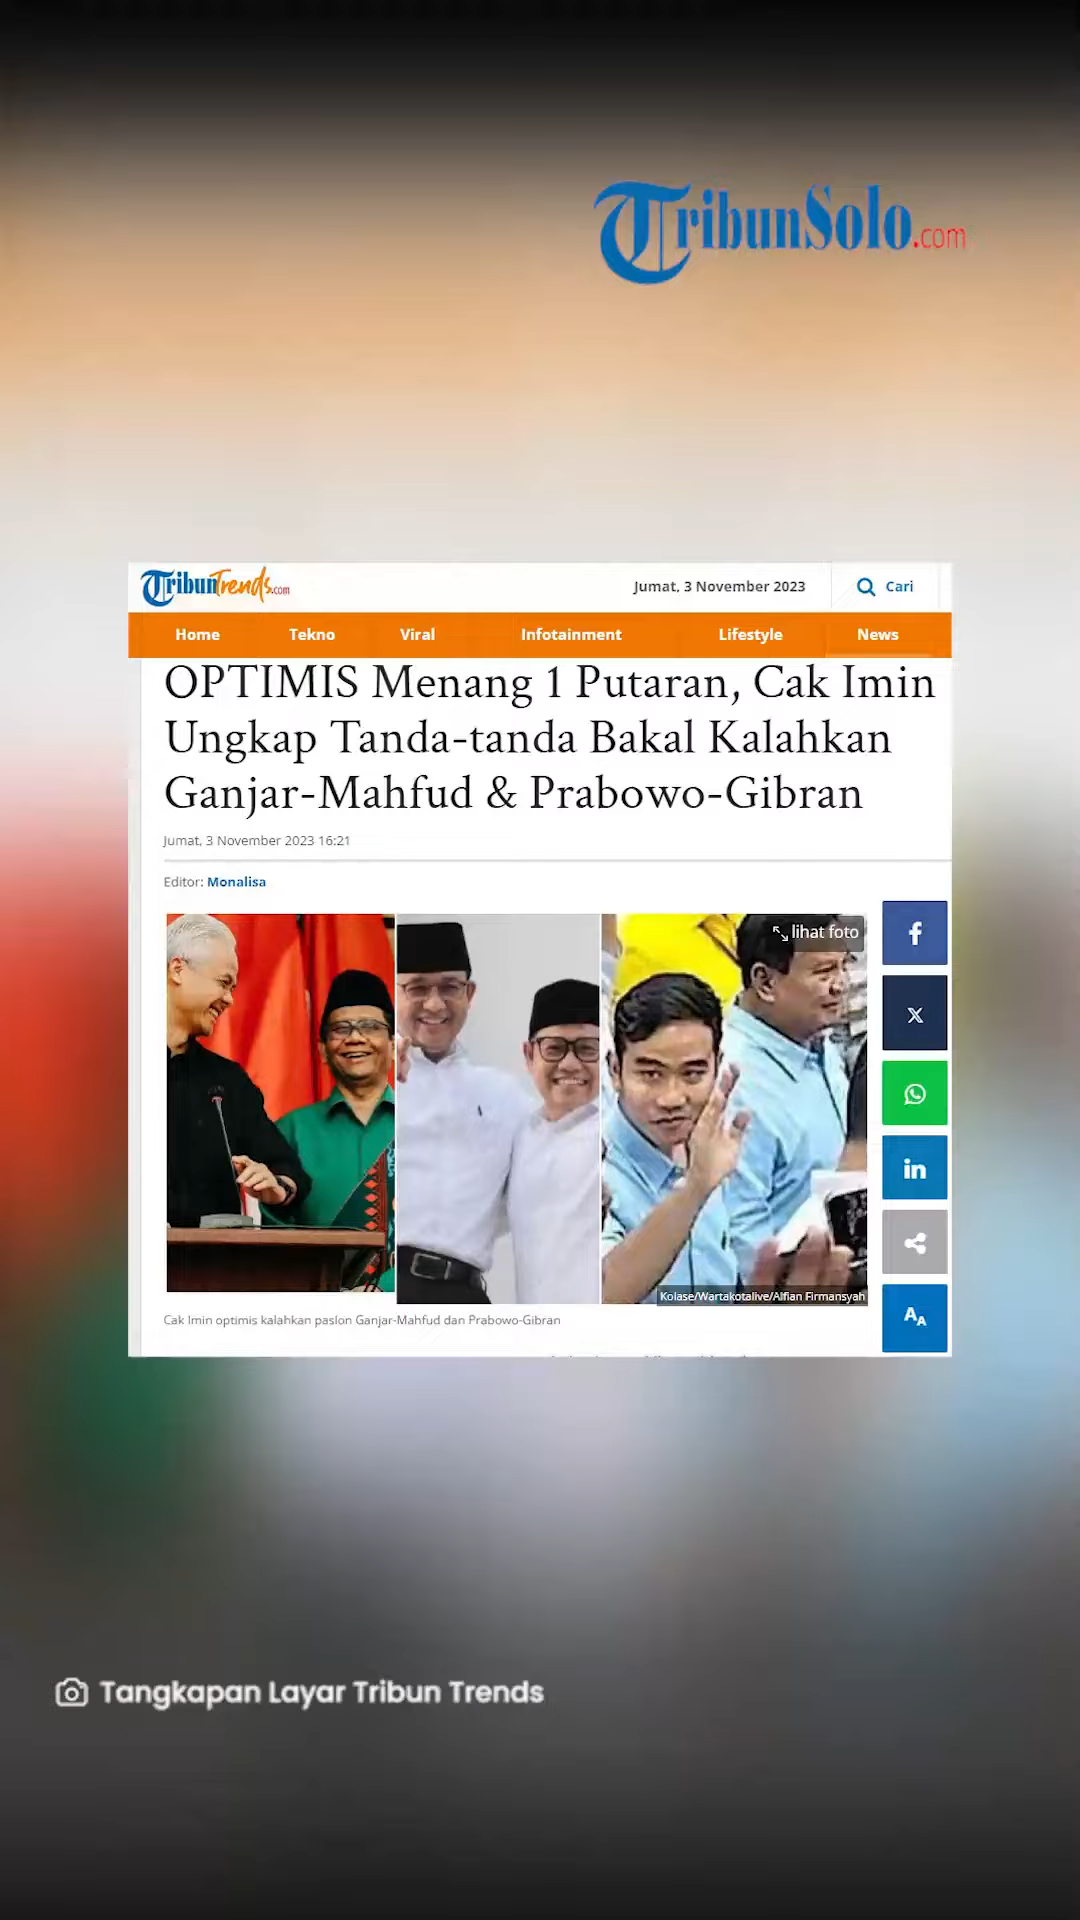 TribunSolo.com
TribunTrends.com
Jumat, 3 November 2023
Cari
Home Tekno Viral Infotainment Lifestyle News
OPTIMIS Menang 1 Putaran, Cak Imin
Ungkap Tanda-tanda Bakal Kalahkan
Ganjar-Mahfud & Prabowo-Gibran
Jumat, 3 November 2023 16:21
Editor: Monalisa
lihat foto
Kolase/Wartakotalive/Alfian Firmansyah
Cak Imin optimis kalahkan paslon Ganjar-Mahfud dan Prabowo-Gibran
Tangkapan Layar Tribun Trends